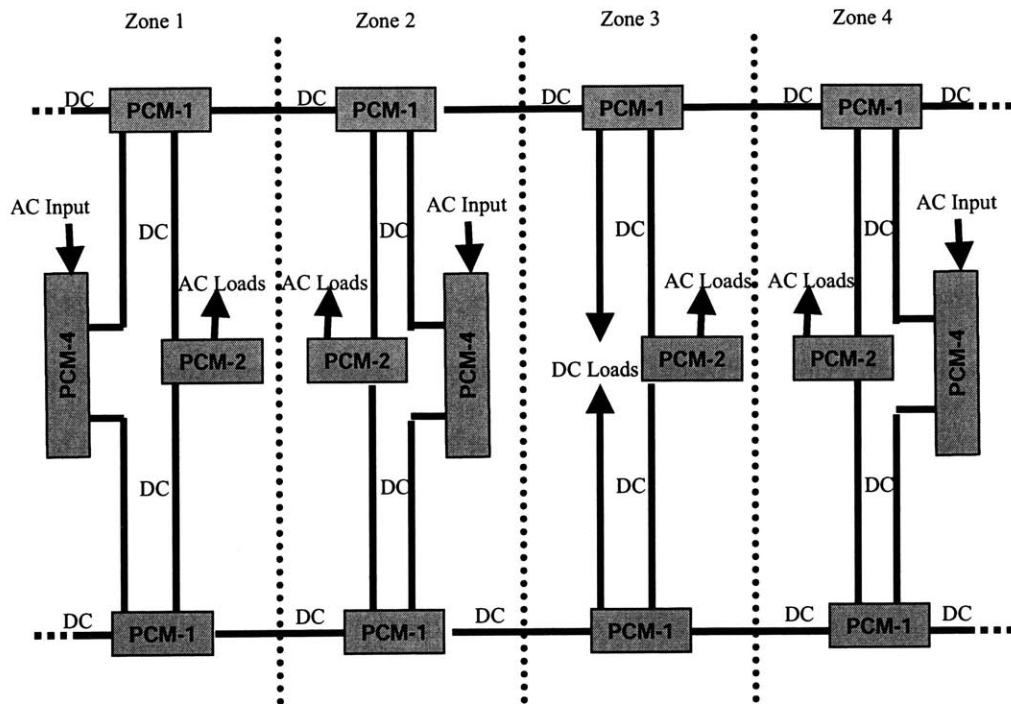 Zone 1
Zone 2
Zone 3
Zone 4
DC
PCM-1
DC
PCM-1
DC
PCM-1
DC
PCM-1
DC
AC Input
DC
DC
AC Input
DC
DC
AC Input
AC Loads
AC Loads
AC Loads
AC Loads
PCM-4
PCM-2
PCM-2
PCM-4
DC Loads
PCM-2
PCM-2
PCM-4
DC
DC
DC
DC
DC
PCM-1
DC
PCM-1
DC
PCM-1
DC
PCM-1
DC